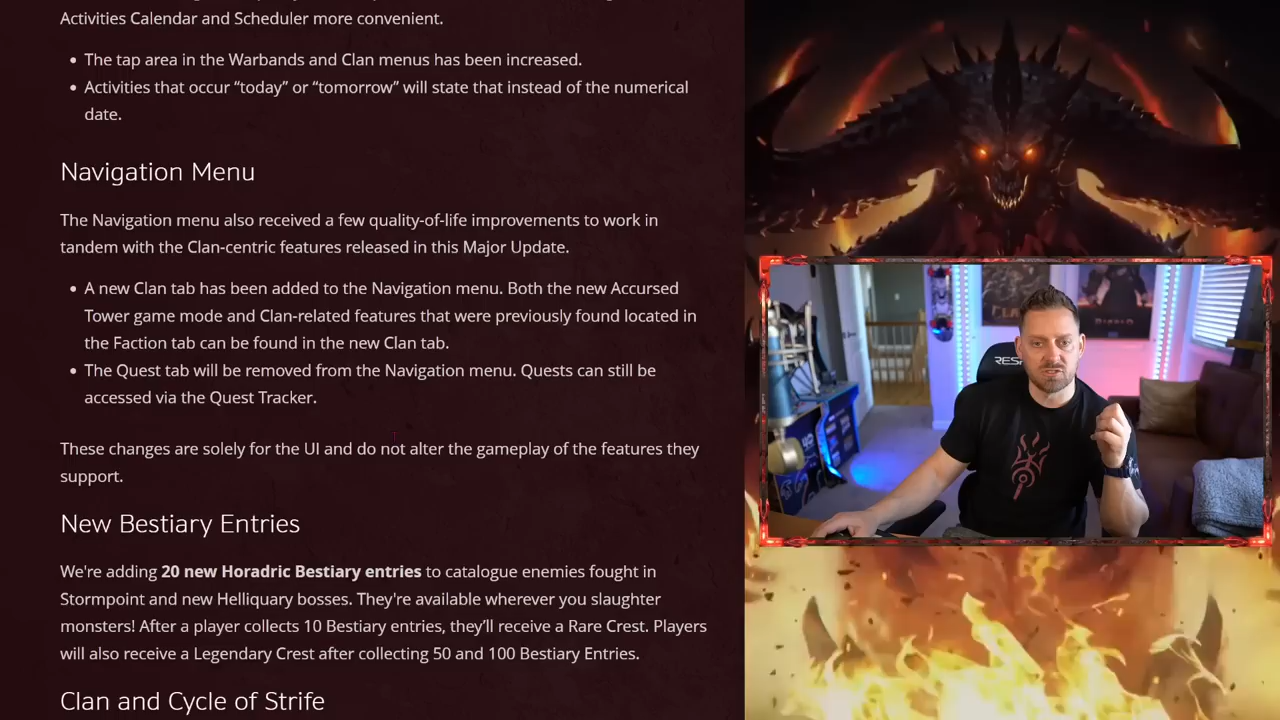 Activities Calendar and Scheduler more convenient.
• The tap area in the Warbands and Clan menus has been increased.
• Activities that occur “today” or “tomorrow” will state that instead of the numerical
date.
Navigation Menu
The Navigation menu also received a few quality-of-life improvements to work in
tandem with the Clan-centric features released in this Major Update.
• A new Clan tab has been added to the Navigation menu. Both the new Accursed
Tower game mode and Clan-related features that were previously found located in
the Faction tab can be found in the new Clan tab.
• The Quest tab will be removed from the Navigation menu. Quests can still be
accessed via the Quest Tracker.
These changes are solely for the UI and do not alter the gameplay of the features they
support.
New Bestiary Entries
We're adding 20 new Horadric Bestiary entries to catalogue enemies fought in
Stormpoint and new Helliquary bosses. They're available wherever you slaughter
monsters! After a player collects 10 Bestiary entries, they’ll receive a Rare Crest. Players
will also receive a Legendary Crest after collecting 50 and 100 Bestiary Entries.
Clan and Cycle of Strife